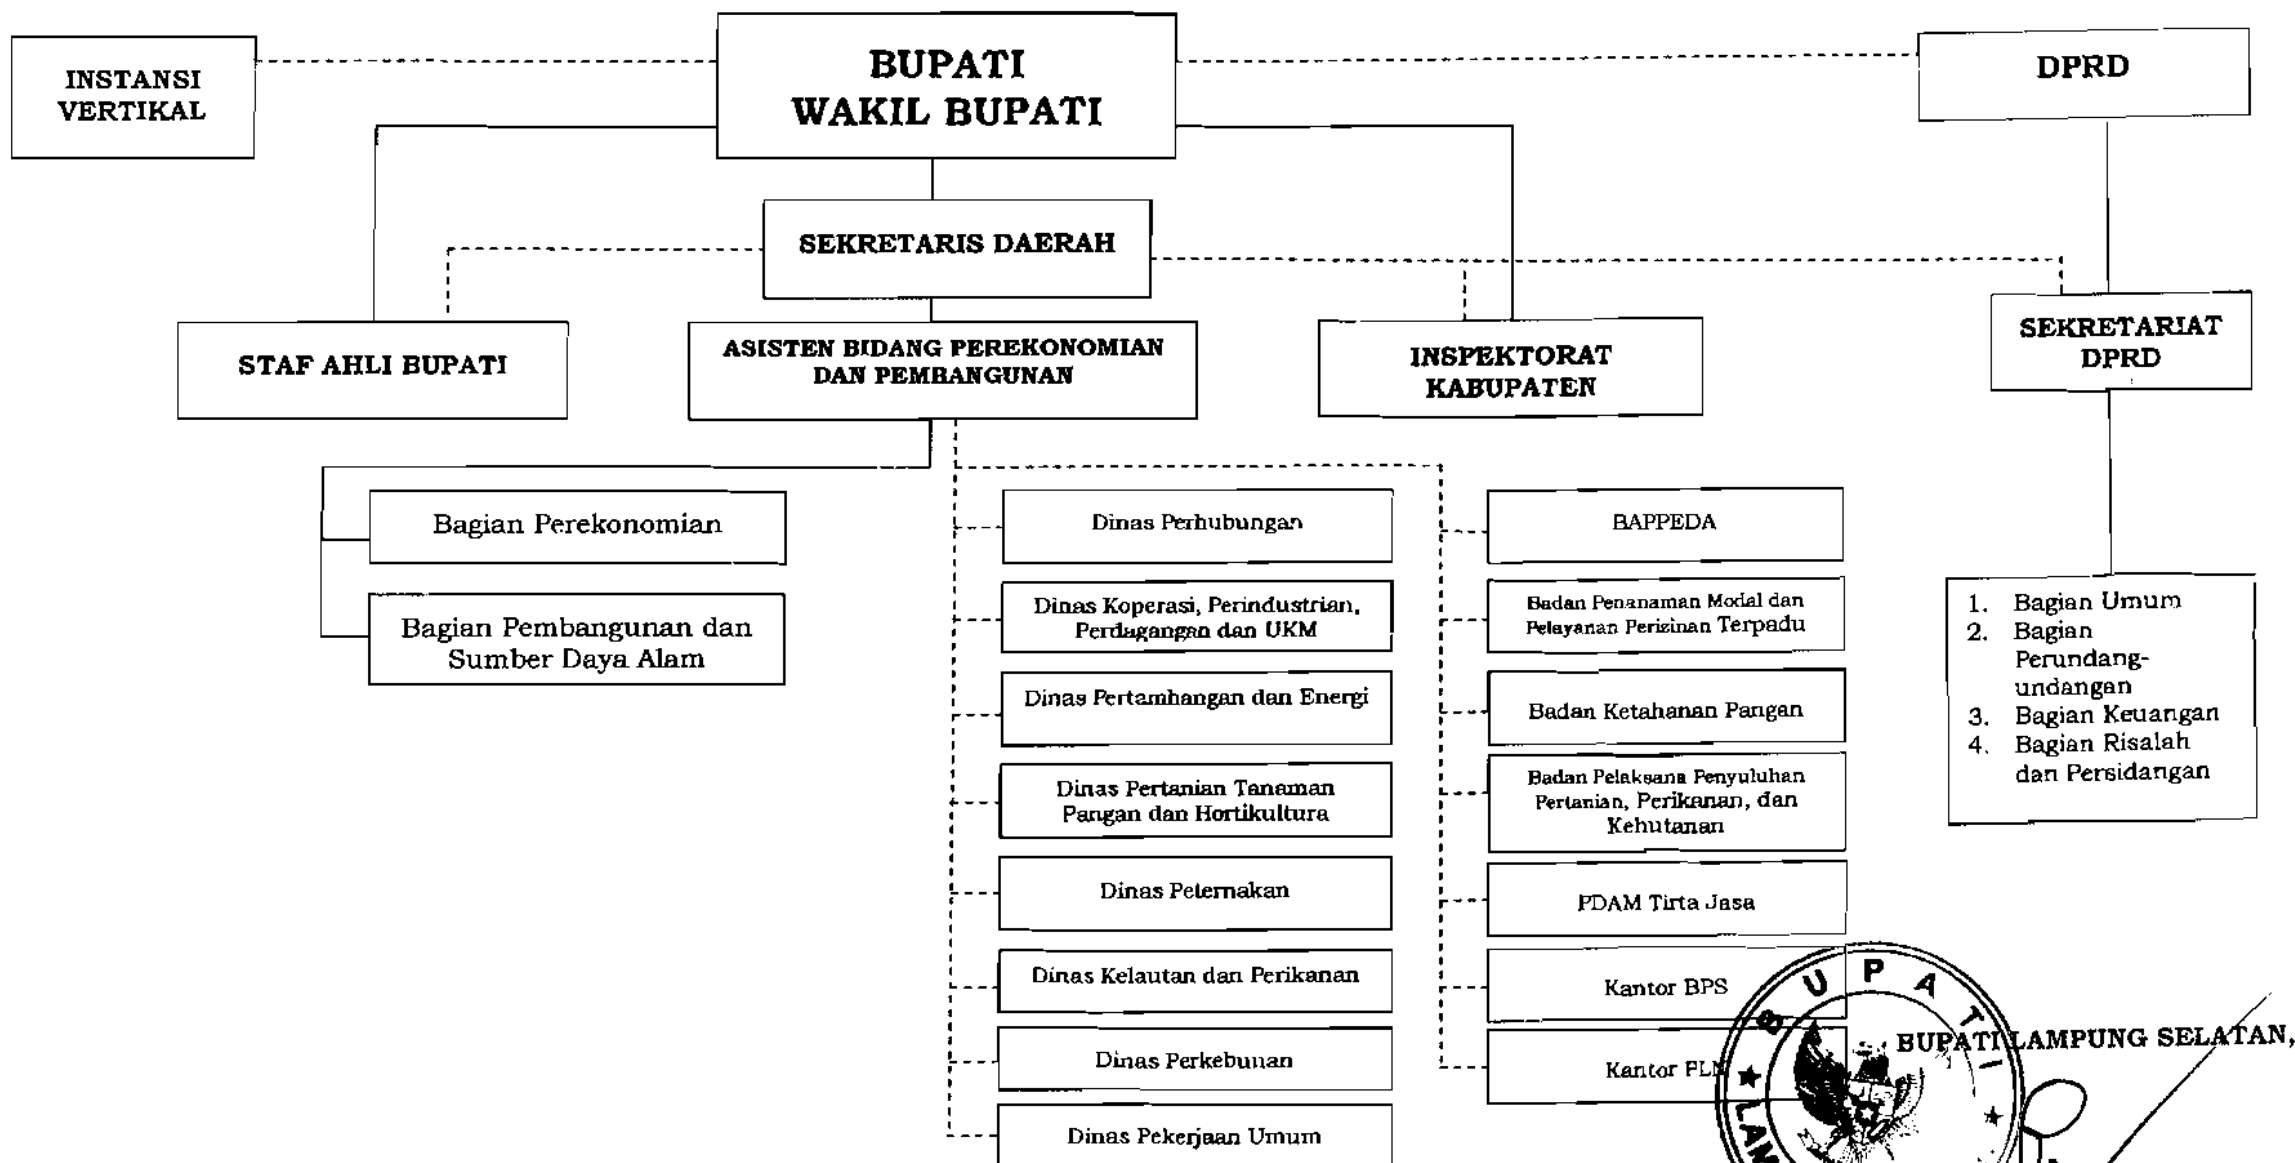 INSTANSI
VERTIKAL
BUPATI
WAKIL BUPATI
DPRD
SEKRETARIS DAERAH
STAF AHLI BUPATI
ASISTEN BIDANG PEREKONOMIAN
DAN PEMBANGUNAN
INSPEKTORAT
KABUPATEN
SEKRETARIAT
DPRD
Bagian Perekonomian
Bagian Pembangunan dan
Sumber Daya Alam
Dinas Perhubungan
Dinas Koperasi, Perindustrian,
Perdagangan dan UKM
Dinas Pertambangan dan Energi
Dinas Pertanian Tanaman
Pangan dan Hortikultura
Dinas Peternakan
Dinas Kelautan dan Perikanan
Dinas Perkebunan
Dinas Pekerjaan Umum
BAPPEDA
Badan Penanaman Modal dan
Pelayanan Perizinan Terpadu
Badan Ketahanan Pangan
Badan Pelaksana Penyuluhan
Pertanian, Perikanan, dan
Kehutanan
PDAM Tirta Jasa
Kantor BPS
Kantor PLN
1. Bagian Umum
2. Bagian
Perundang-
undangan
3. Bagian Keuangan
4. Bagian Risalah
dan Persidangan
BUPATI LAMPUNG SELATAN,
BUPATI